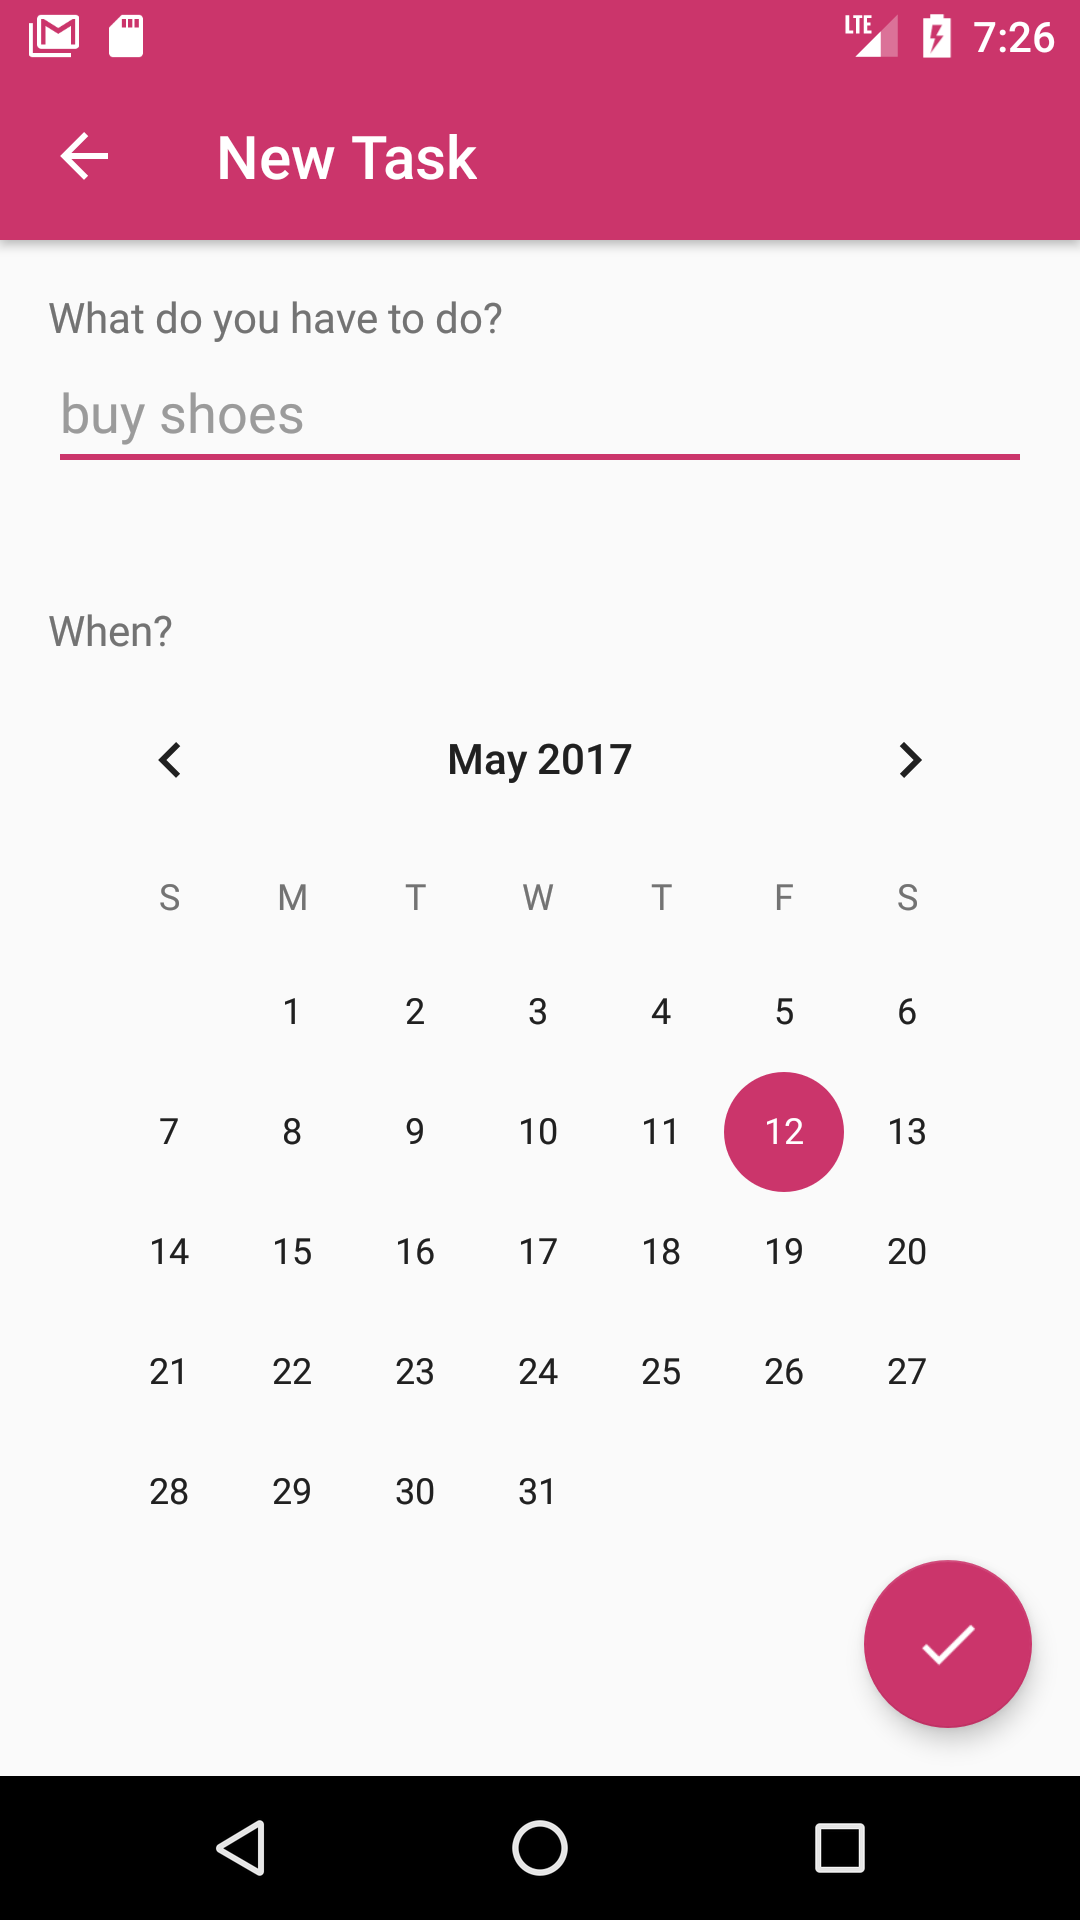 LTE 7:26
New Task
What do you have to do?
buy shoes
When?
May 2017
S M T W T F S
1 2 3 4 5 6
7 8 9 10 11 12 13
14 15 16 17 18 19 20
21 22 23 24 25 26 27
28 29 30 31